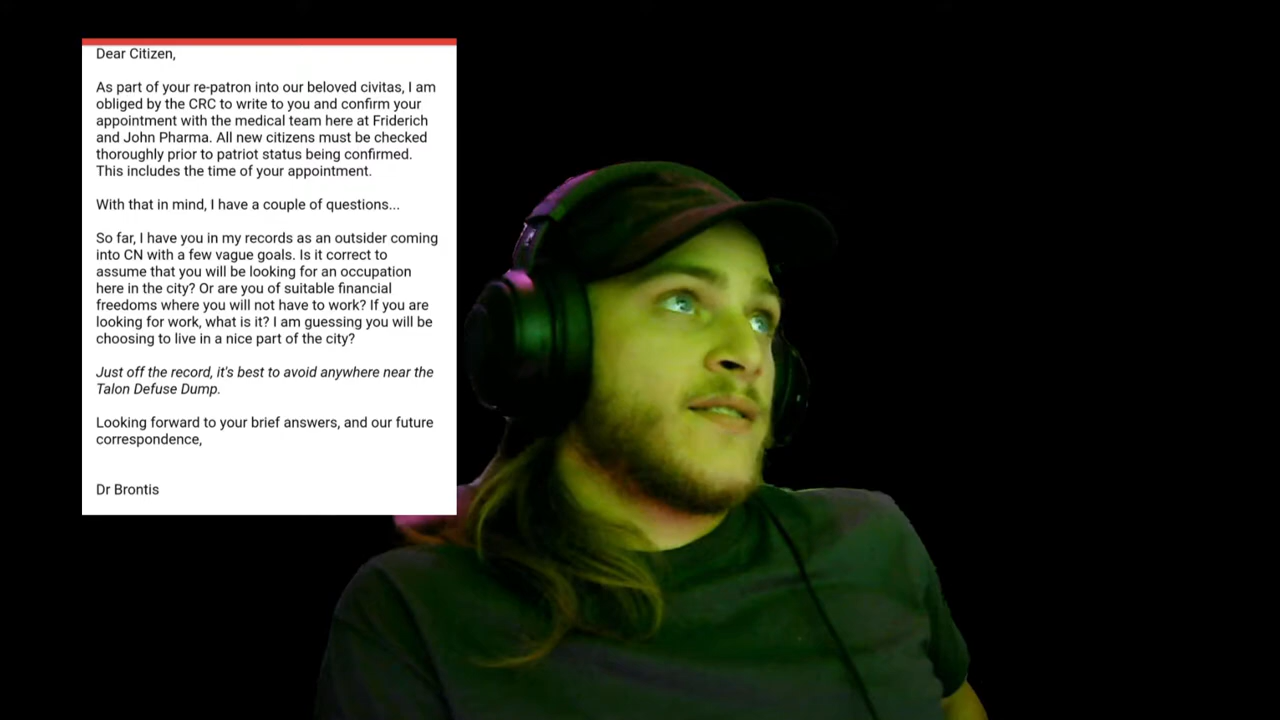 Dear Citizen,
As part of your re-patron into our beloved civitas, I am
obliged by the CRC to write to you and confirm your
appointment with the medical team here at Friderich
and John Pharma. All new citizens must be checked
thoroughly prior to patriot status being confirmed.
This includes the time of your appointment.
With that in mind, I have a couple of questions...
So far, I have you in my records as an outsider coming
into CN with a few vague goals. Is it correct to
assume that you will be looking for an occupation
here in the city? Or are you of suitable financial
freedoms where you will not have to work? If you are
looking for work, what is it? I am guessing you will be
choosing to live in a nice part of the city?
Just off the record, it's best to avoid anywhere near the
Talon Defuse Dump.
Looking forward to your brief answers, and our future
correspondence,
Dr Brontis